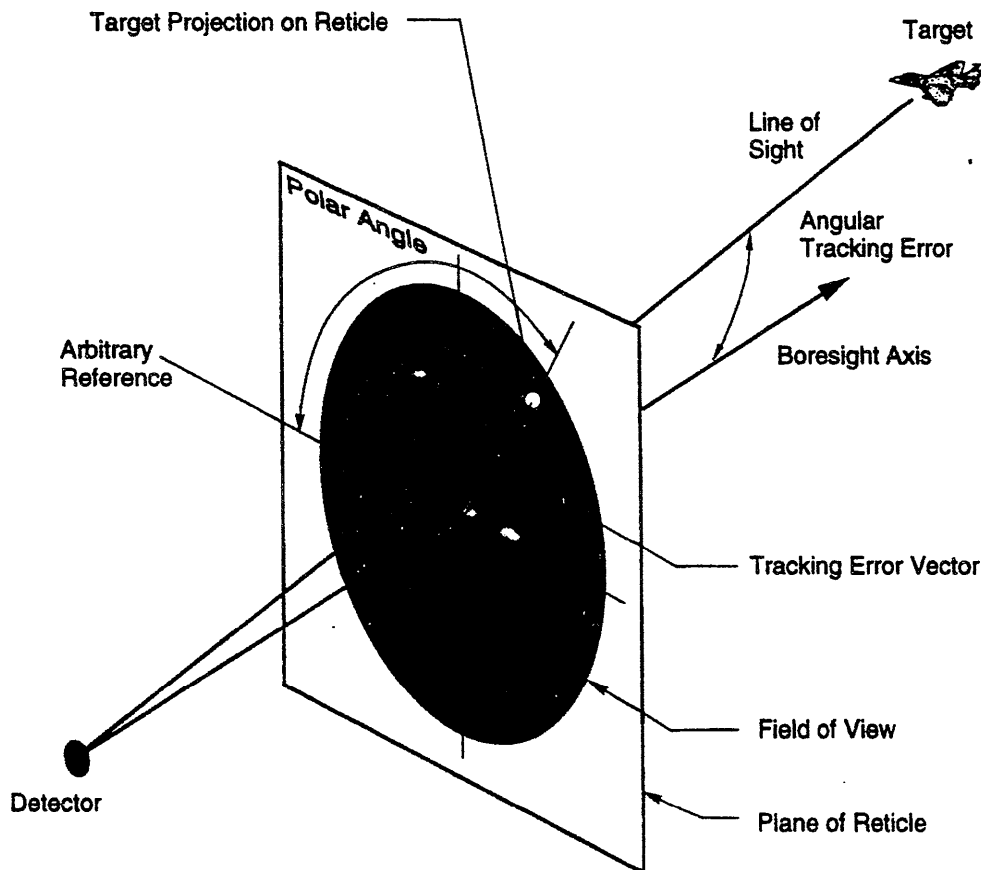 Target Projection on Reticle
Target
Line of
Sight
Polar Angle
Angular
Tracking Error
Arbitrary
Reference
Boresight Axis
Tracking Error Vector
Field of View
Detector
Plane of Reticle